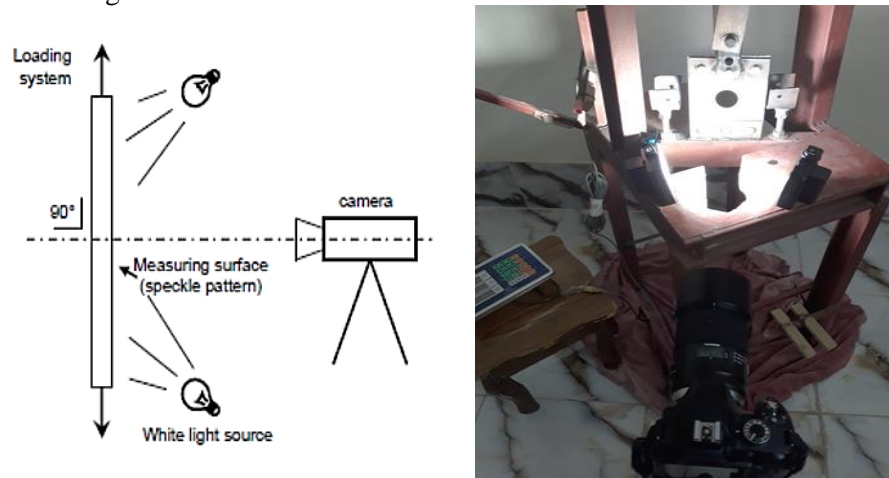 Loading
system
90°
camera
Measuring surface
(speckle pattern)
White light source